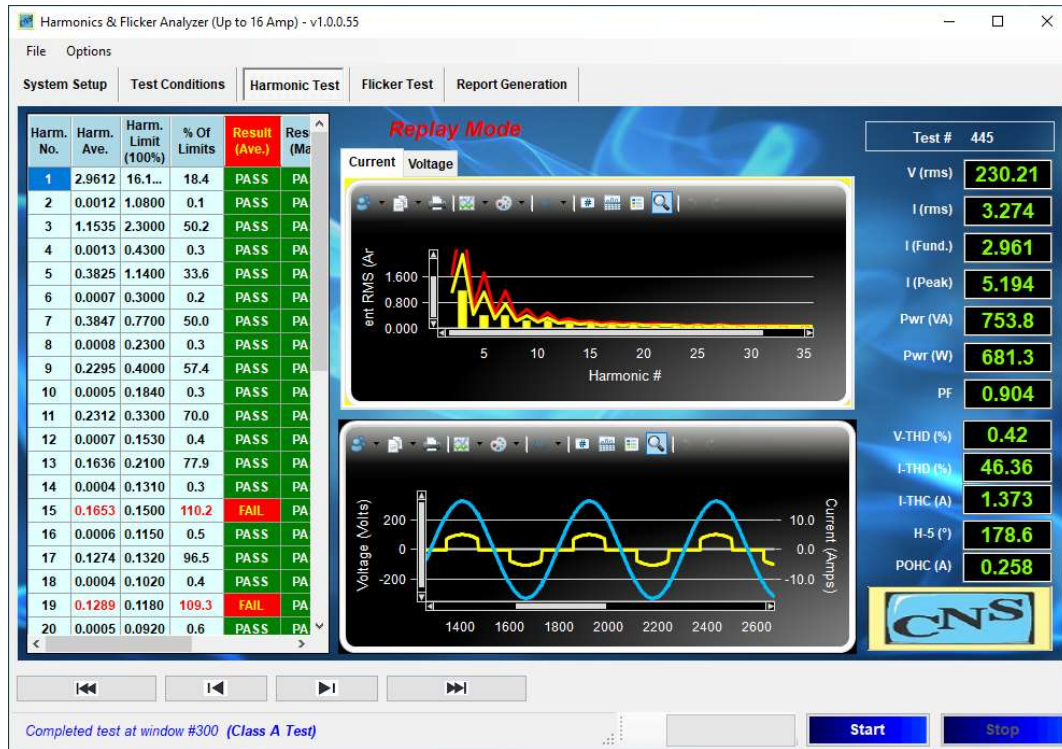 Harmonics & Flicker Analyzer (Up to 16 Amp) - v1.0.0.55
File Options
System Setup Test Conditions Harmonic Test Flicker Test Report Generation
Harm. No. Harm. Ave. Harm. Limit (100%) % Of Limits Result (Ave.) Res (Ma
1 2.9612 16.1... 18.4 PASS PA
2 0.0012 1.0800 0.1 PASS PA
3 1.1535 2.3000 50.2 PASS PA
4 0.0013 0.4300 0.3 PASS PA
5 0.3825 1.1400 33.6 PASS PA
6 0.0007 0.3000 0.2 PASS PA
7 0.3847 0.7700 50.0 PASS PA
8 0.0008 0.2300 0.3 PASS PA
9 0.2295 0.4000 57.4 PASS PA
10 0.0005 0.1840 0.3 PASS PA
11 0.2312 0.3300 70.0 PASS PA
12 0.0007 0.1530 0.4 PASS PA
13 0.1636 0.2100 77.9 PASS PA
14 0.0004 0.1310 0.3 PASS PA
15 0.1653 0.1500 110.2 FAIL PA
16 0.0006 0.1150 0.5 PASS PA
17 0.1274 0.1320 96.5 PASS PA
18 0.0004 0.1020 0.4 PASS PA
19 0.1289 0.1180 109.3 FAIL PA
20 0.0005 0.0920 0.6 PASS PA
Replay Mode
Current Voltage
ent RMS (Ar
1.600
0.800
0.000
5 10 15 20 25 30 35
Harmonic #
Voltage (Volts)
200
0
-200
10.0
0.0
-10.0
Current (Amps)
1400 1600 1800 2000 2200 2400 2600
Test # 445
V (rms) 230.21
I (rms) 3.274
I (Fund.) 2.961
I (Peak) 5.194
Pwr (VA) 753.8
Pwr (W) 681.3
PF 0.904
V-THD (%) 0.42
I-THD (%) 46.36
I-THC (A) 1.373
H-5 (°) 178.6
POHC (A) 0.258
CNS
Completed test at window #300 (Class A Test)
Start Stop